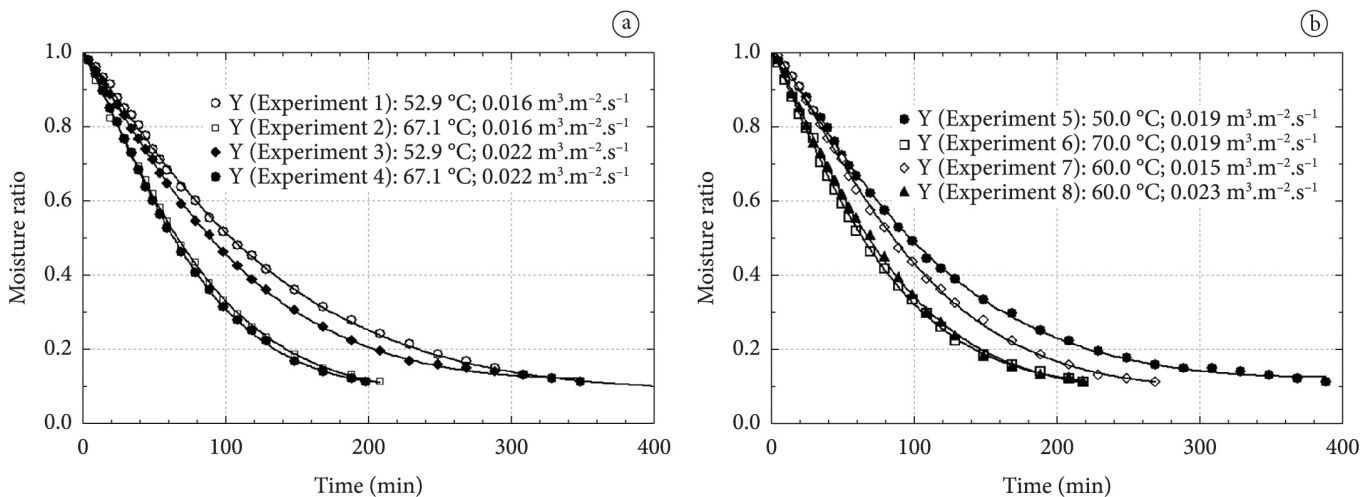 a
1.0
0.8
0.6
0.4
0.2
0.0
Moisture ratio
Y (Experiment 1): 52.9 °C; 0.016 m³.m⁻².s⁻¹
Y (Experiment 2): 67.1 °C; 0.016 m³.m⁻².s⁻¹
Y (Experiment 3): 52.9 °C; 0.022 m³.m⁻².s⁻¹
Y (Experiment 4): 67.1 °C; 0.022 m³.m⁻².s⁻¹
0 100 200 300 400
Time (min)
b
1.0
0.8
0.6
0.4
0.2
0.0
Moisture ratio
Y (Experiment 5): 50.0 °C; 0.019 m³.m⁻².s⁻¹
Y (Experiment 6): 70.0 °C; 0.019 m³.m⁻².s⁻¹
Y (Experiment 7): 60.0 °C; 0.015 m³.m⁻².s⁻¹
Y (Experiment 8): 60.0 °C; 0.023 m³.m⁻².s⁻¹
0 100 200 300 400
Time (min)